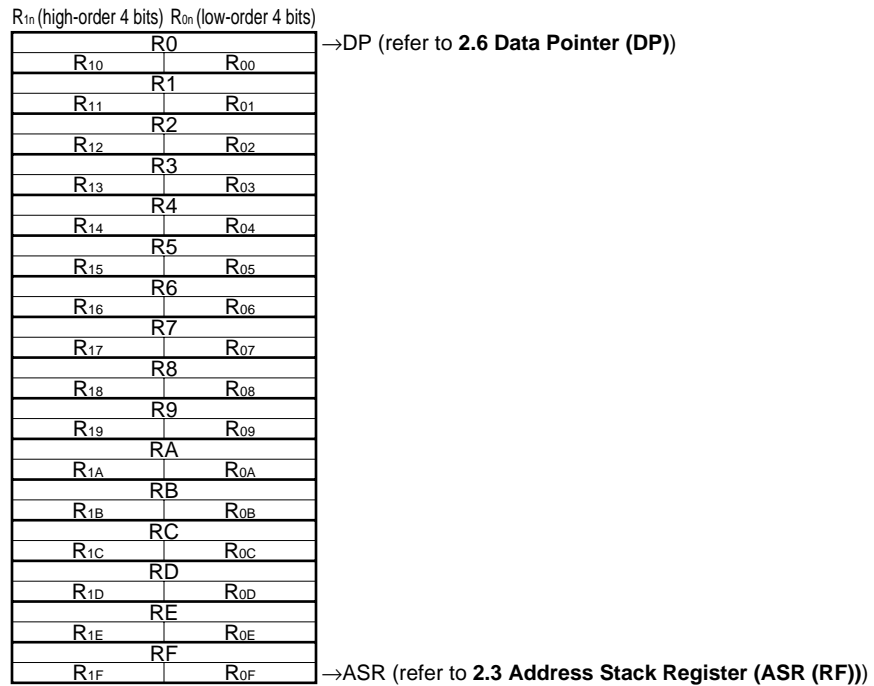 R1n (high-order 4 bits) R0n (low-order 4 bits)
R0 →DP (refer to 2.6 Data Pointer (DP))
R10 R00
R1
R11 R01
R2
R12 R02
R3
R13 R03
R4
R14 R04
R5
R15 R05
R6
R16 R06
R7
R17 R07
R8
R18 R08
R9
R19 R09
RA
R1A R0A
RB
R1B R0B
RC
R1C R0C
RD
R1D R0D
RE
R1E R0E
RF
R1F R0F →ASR (refer to 2.3 Address Stack Register (ASR (RF)))